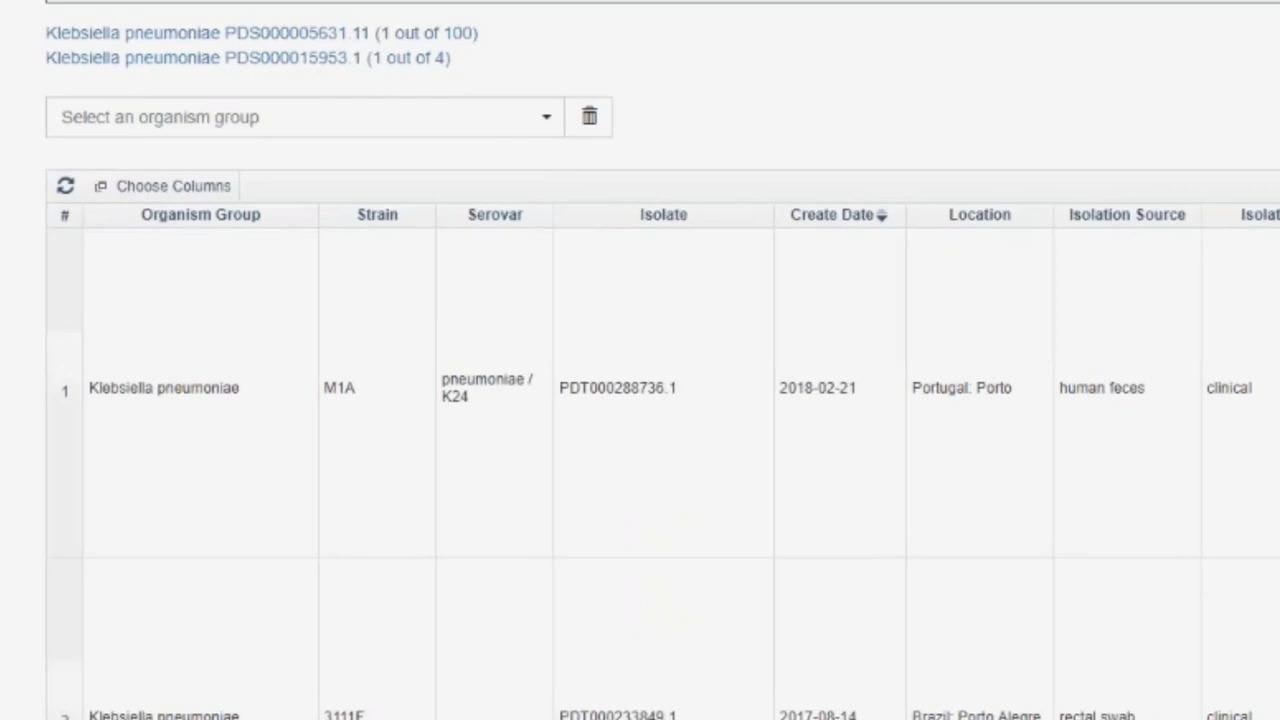 Klebsiella pneumoniae PDS000005631.11 (1 out of 100)
Klebsiella pneumoniae PDS000015953.1 (1 out of 4)
Select an organism group
Choose Columns
# Organism Group Strain Serovar Isolate Create Date Location Isolation Source Isolat
1 Klebsiella pneumoniae M1A pneumoniae / K24 PDT000288736.1 2018-02-21 Portugal: Porto human feces clinical
2 Klebsiella pneumoniae 3111F PDT000233849.1 2017-08-14 Brazil: Porto Alegre rectal swab clinical